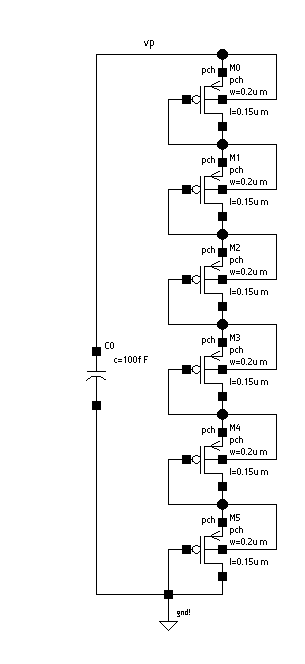 vp
pch M0
pch
w=0.2u m
l=0.15u m
pch M1
pch
w=0.2u m
l=0.15u m
pch M2
pch
w=0.2u m
l=0.15u m
pch M3
pch
w=0.2u m
l=0.15u m
C0
c=100f F
pch M4
pch
w=0.2u m
l=0.15u m
pch M5
pch
w=0.2u m
l=0.15u m
gnd!